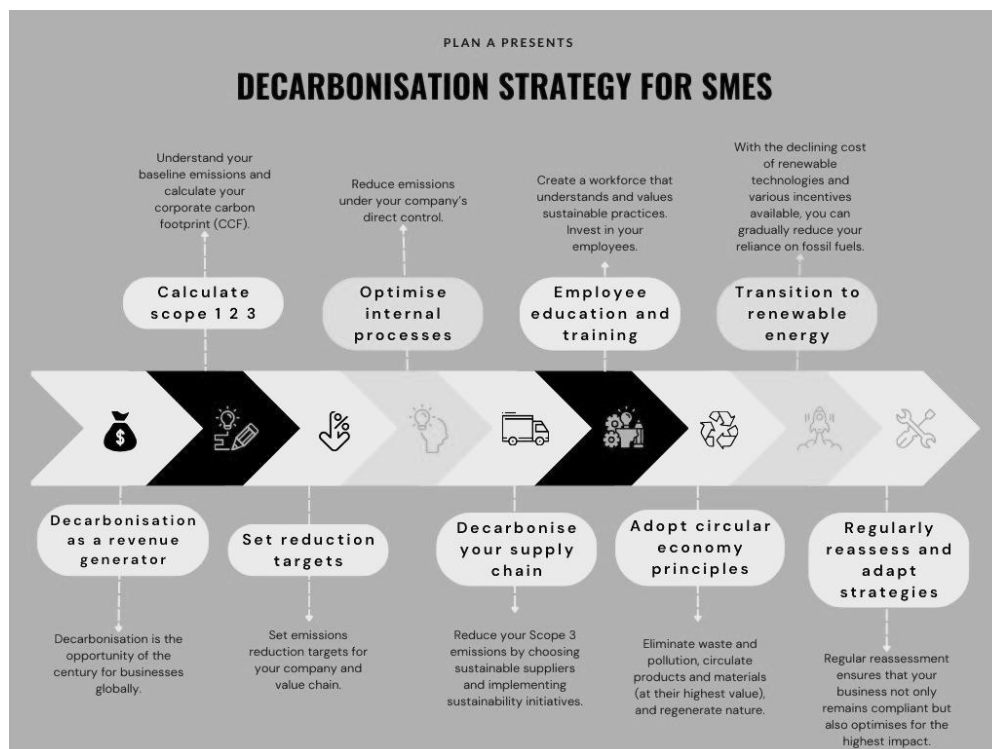 PLAN A PRESENTS
DECARBONISATION STRATEGY FOR SMES
Understand your
baseline emissions and
calculate your
corporate carbon
footprint (CCF).
Reduce emissions
under your company's
direct control.
Create a workforce that
understands and values
sustainable practices.
Invest in your
employees.
With the declining cost
of renewable
technologies and
various incentives
available, you can
gradually reduce your
reliance on fossil fuels.
Calculate
scope 1 2 3
Optimise
internal
processes
Employee
education and
training
Transition to
renewable
energy
$
%
Decarbonisation
as a revenue
generator
Set reduction
targets
Decarbonise
your supply
chain
Adopt circular
economy
principles
Regularly
reassess and
adapt
strategies
Decarbonisation is the
opportunity of the
century for businesses
globally.
Set emissions
reduction targets for
your company and
value chain.
Reduce your Scope 3
emissions by choosing
sustainable suppliers
and implementing
sustainability initiatives.
Eliminate waste and
pollution, circulate
products and materials
(at their highest value),
and regenerate nature.
Regular reassessment
ensures that your
business not only
remains compliant but
also optimises for the
highest impact.